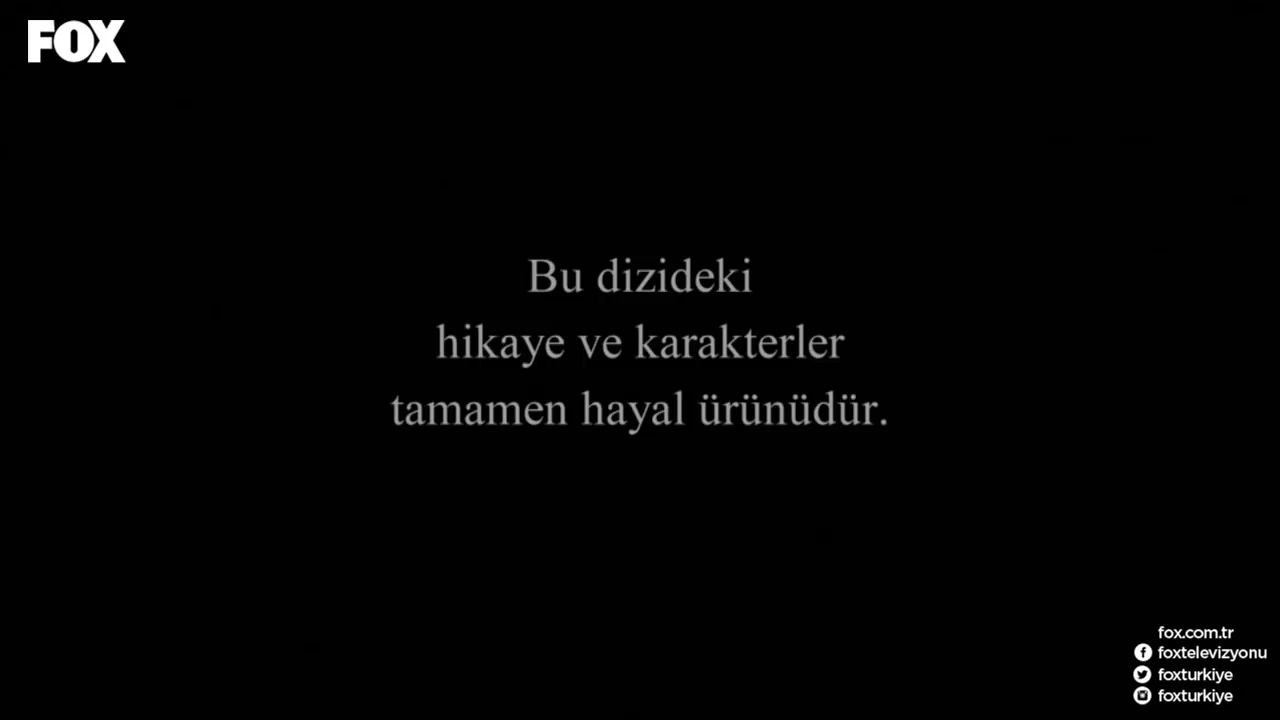 FOX
Bu dizideki
hikaye ve karakterler
tamamen hayal ürünüdür.
fox.com.tr
foxtelevizyonu
foxturkiye
foxturkiye